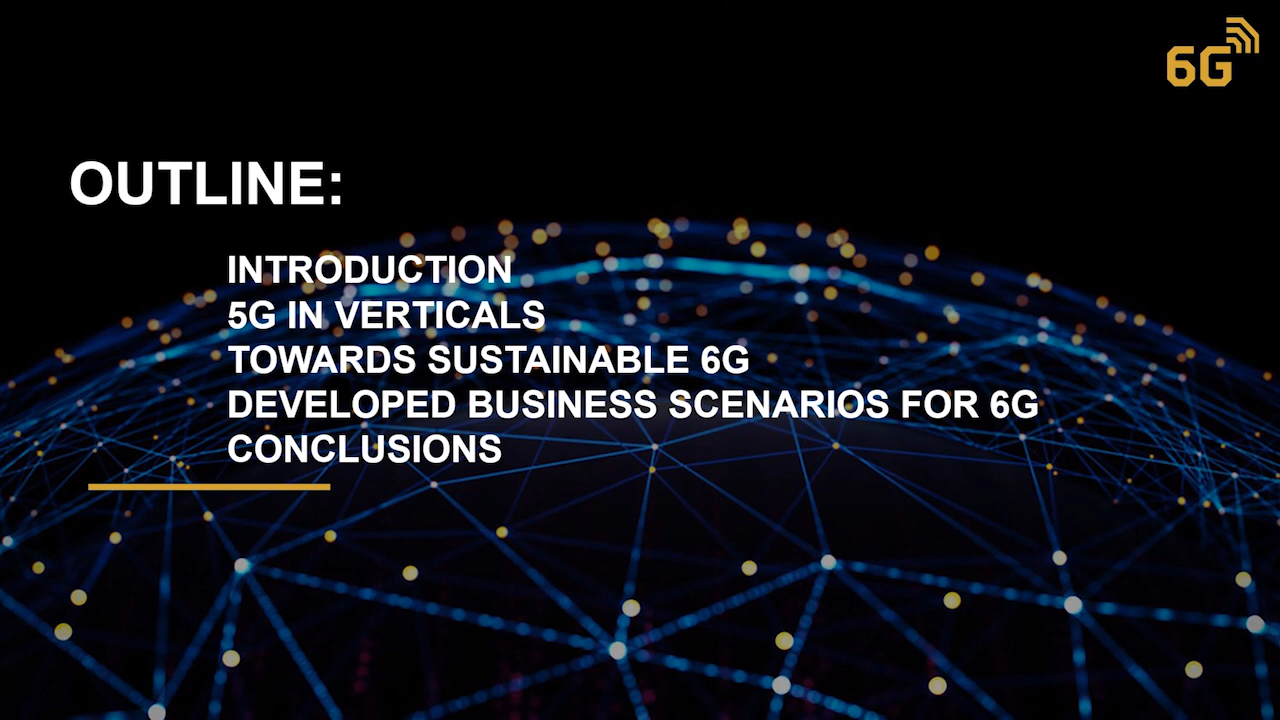 6G
OUTLINE:
INTRODUCTION
5G IN VERTICALS
TOWARDS SUSTAINABLE 6G
DEVELOPED BUSINESS SCENARIOS FOR 6G
CONCLUSIONS